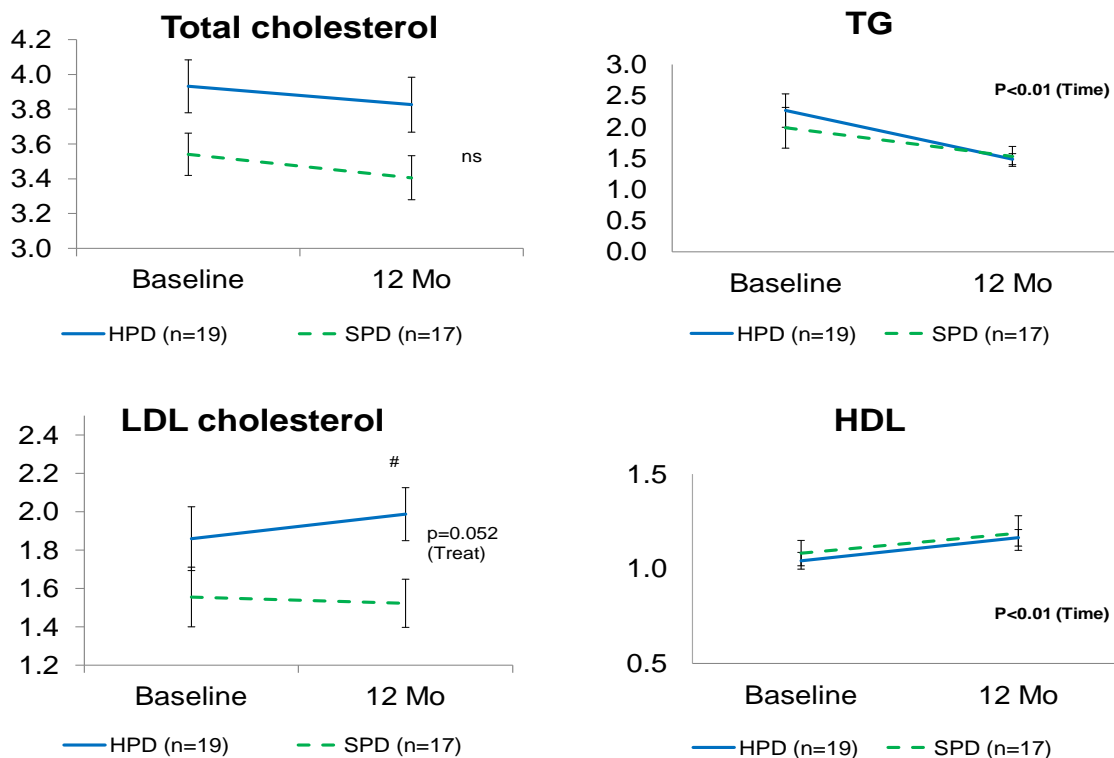 Total cholesterol
4.2
4.0
3.8
3.6
3.4
3.2
3.0
ns
Baseline 12 Mo
HPD (n=19) SPD (n=17)
TG
3.0
2.5
2.0
1.5
1.0
0.5
0.0
P<0.01 (Time)
Baseline 12 Mo
HPD (n=19) SPD (n=17)
LDL cholesterol
2.4
2.2
2.0
1.8
1.6
1.4
1.2
#
p=0.052
(Treat)
Baseline 12 Mo
HPD (n=19) SPD (n=17)
HDL
1.5
1.0
0.5
P<0.01 (Time)
Baseline 12 Mo
HPD (n=19) SPD (n=17)